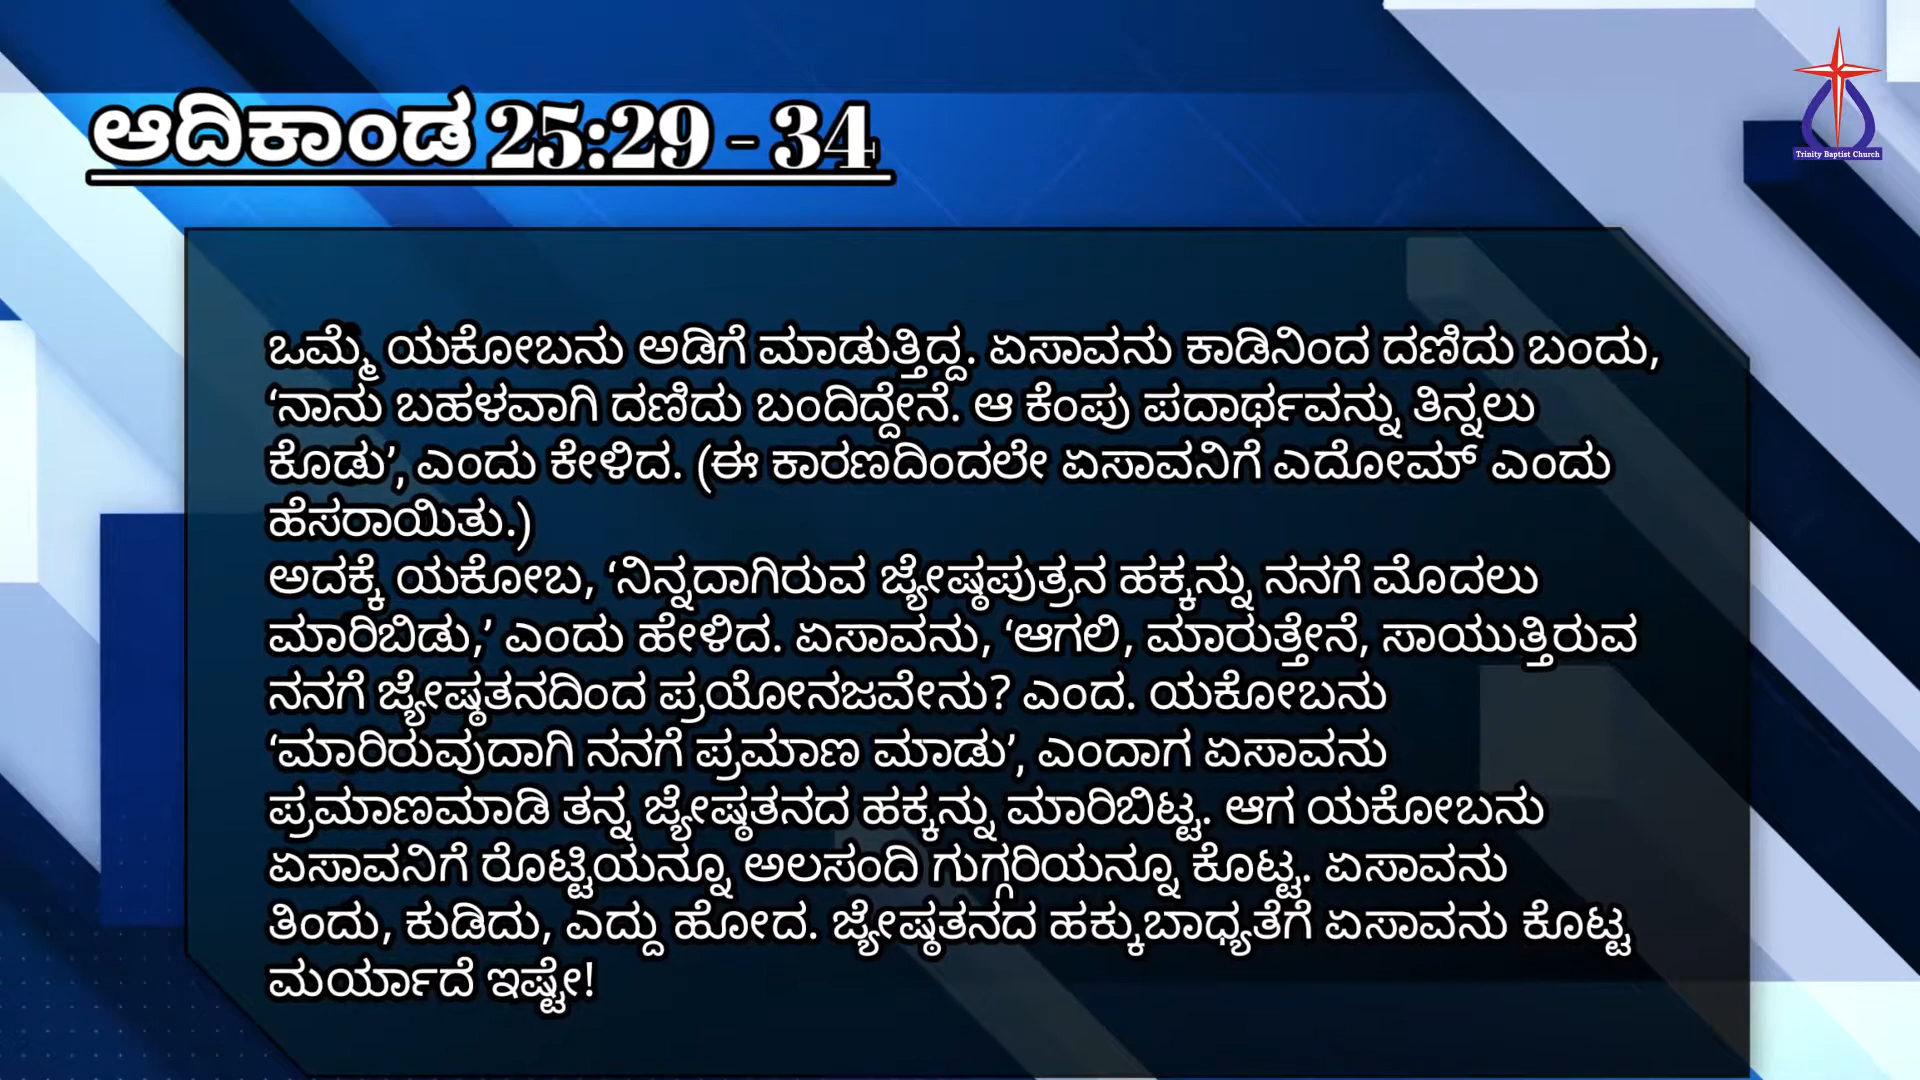 ಆದಿಕಾಂಡ 25:29 - 34
Trinity Baptist Church
ಒಮ್ಮೆ ಯಕೋಬನು ಅಡಿಗೆ ಮಾಡುತ್ತಿದ್ದ. ಏಸಾವನು ಕಾಡಿನಿಂದ ದಣಿದು ಬಂದು,
‘ನಾನು ಬಹಳವಾಗಿ ದಣಿದು ಬಂದಿದ್ದೇನೆ. ಆ ಕೆಂಪು ಪದಾರ್ಥವನ್ನು ತಿನ್ನಲು
ಕೊಡು’, ಎಂದು ಕೇಳಿದ. (ಈ ಕಾರಣದಿಂದಲೇ ಏಸಾವನಿಗೆ ಎದೋಮ್ ಎಂದು
ಹೆಸರಾಯಿತು.)
ಅದಕ್ಕೆ ಯಕೋಬ, ‘ನಿನ್ನದಾಗಿರುವ ಜ್ಯೇಷ್ಠಪುತ್ರನ ಹಕ್ಕನ್ನು ನನಗೆ ಮೊದಲು
ಮಾರಿಬಿಡು,’ ಎಂದು ಹೇಳಿದ. ಏಸಾವನು, ‘ಆಗಲಿ, ಮಾರುತ್ತೇನೆ, ಸಾಯುತ್ತಿರುವ
ನನಗೆ ಜ್ಯೇಷ್ಠತನದಿಂದ ಪ್ರಯೋನಜವೇನು? ಎಂದ. ಯಕೋಬನು
‘ಮಾರಿರುವುದಾಗಿ ನನಗೆ ಪ್ರಮಾಣ ಮಾಡು’, ಎಂದಾಗ ಏಸಾವನು
ಪ್ರಮಾಣಮಾಡಿ ತನ್ನ ಜ್ಯೇಷ್ಠತನದ ಹಕ್ಕನ್ನು ಮಾರಿಬಿಟ್ಟ. ಆಗ ಯಕೋಬನು
ಏಸಾವನಿಗೆ ರೊಟ್ಟಿಯನ್ನೂ ಅಲಸಂದಿ ಗುಗ್ಗರಿಯನ್ನೂ ಕೊಟ್ಟ. ಏಸಾವನು
ತಿಂದು, ಕುಡಿದು, ಎದ್ದು ಹೋದ. ಜ್ಯೇಷ್ಠತನದ ಹಕ್ಕುಬಾಧ್ಯತೆಗೆ ಏಸಾವನು ಕೊಟ್ಟ
ಮರ್ಯಾದೆ ಇಷ್ಟೇ!